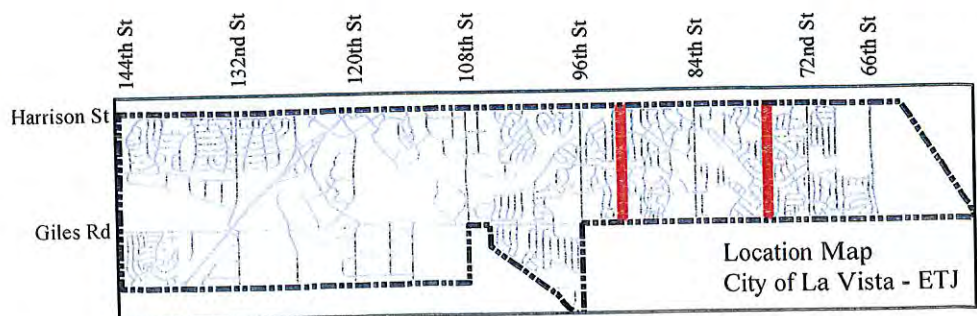 144th St
132nd St
120th St
108th St
96th St
84th St
72nd St
66th St
Harrison St
Giles Rd
Location Map
City of La Vista - ETJ